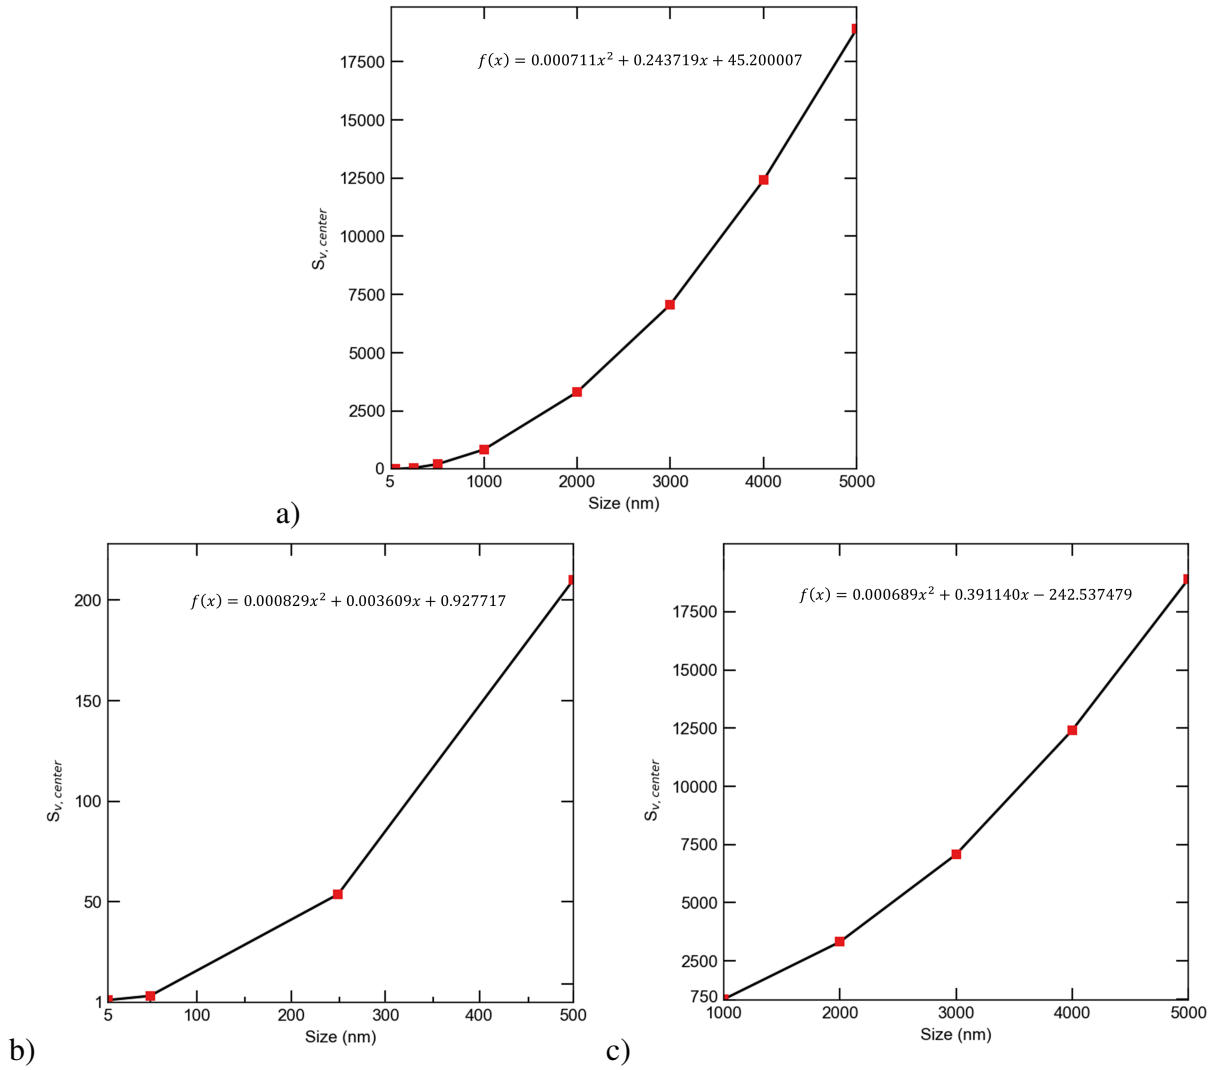 f(x) = 0.000711x² + 0.243719x + 45.200007
17500
15000
12500
10000
7500
5000
2500
0
S_{v, center}
5 1000 2000 3000 4000 5000
Size (nm)
a)
f(x) = 0.000829x² + 0.003609x + 0.927717
200
150
100
50
1
S_{v, center}
5 100 200 300 400 500
Size (nm)
b)
f(x) = 0.000689x² + 0.391140x − 242.537479
17500
15000
12500
10000
7500
5000
2500
750
S_{v, center}
1000 2000 3000 4000 5000
Size (nm)
c)